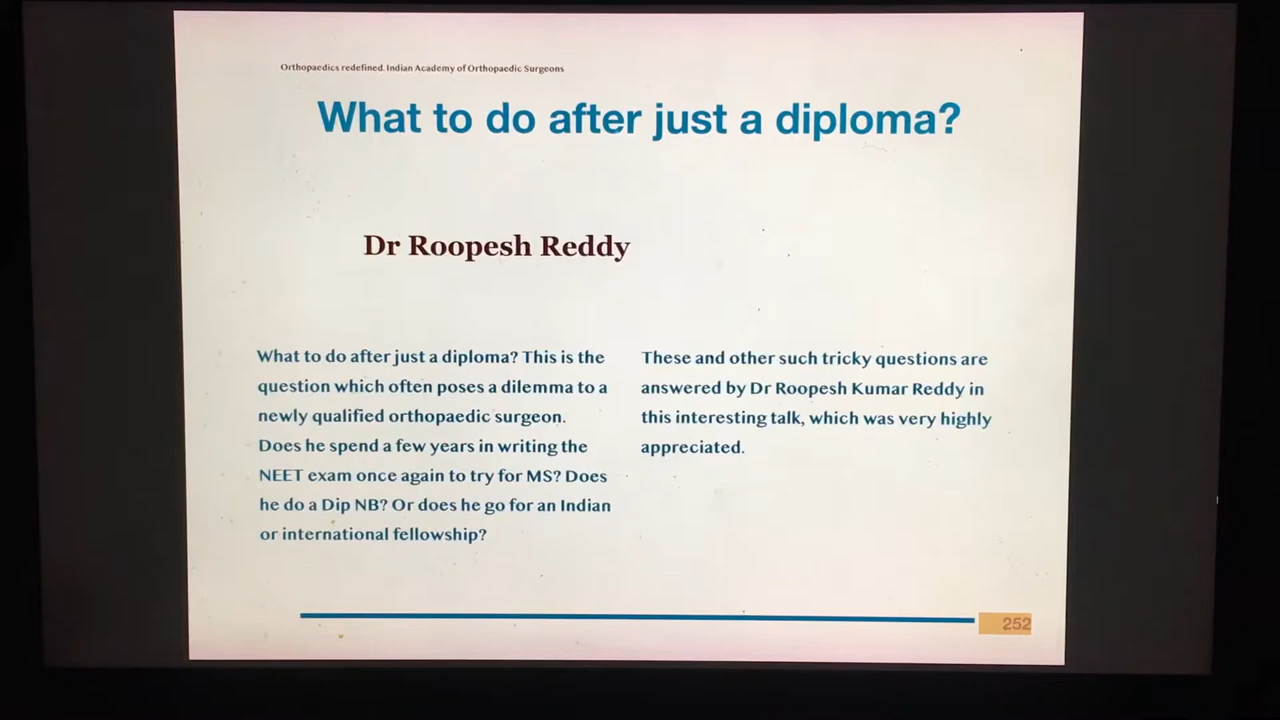 Orthopaedics redefined. Indian Academy of Orthopaedic Surgeons
What to do after just a diploma?
Dr Roopesh Reddy
What to do after just a diploma? This is the
question which often poses a dilemma to a
newly qualified orthopaedic surgeon.
Does he spend a few years in writing the
NEET exam once again to try for MS? Does
he do a Dip NB? Or does he go for an Indian
or international fellowship?
These and other such tricky questions are
answered by Dr Roopesh Kumar Reddy in
this interesting talk, which was very highly
appreciated.
252